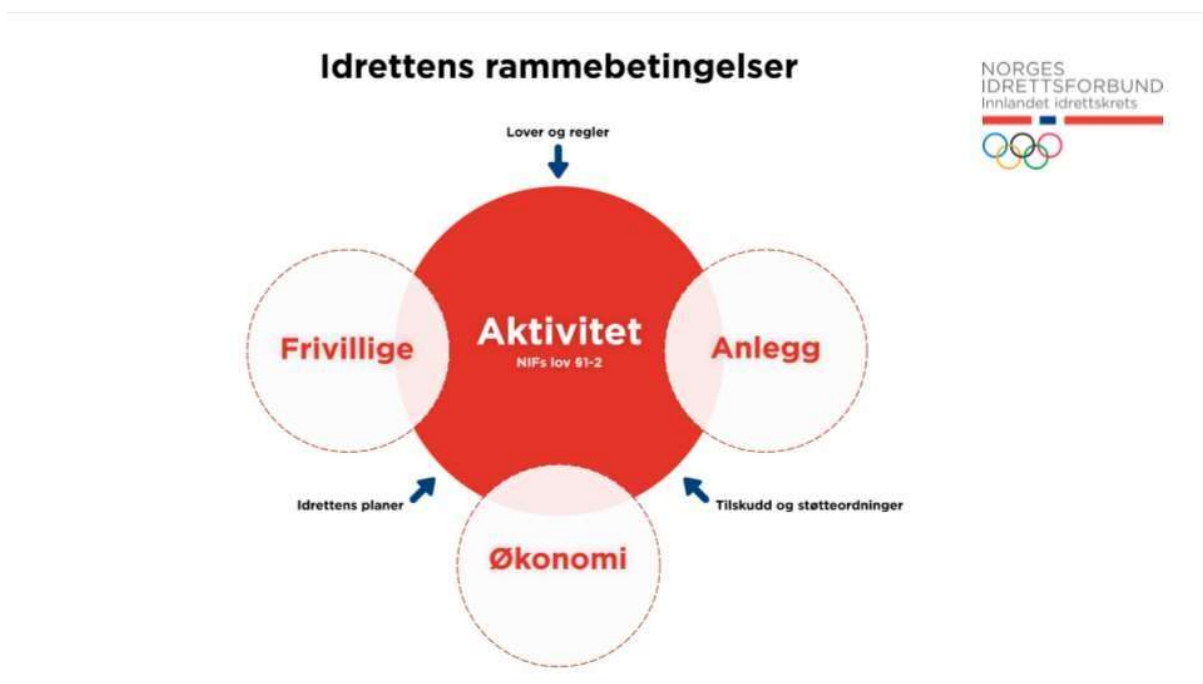 Idrettens rammebetingelser
NORGES
IDRETTSFORBUND
Innlandet idrettskrets
Lover og regler
Frivillige
Aktivitet
NIFs lov §1-2
Anlegg
Idrettens planer
Tilskudd og støtteordninger
Økonomi